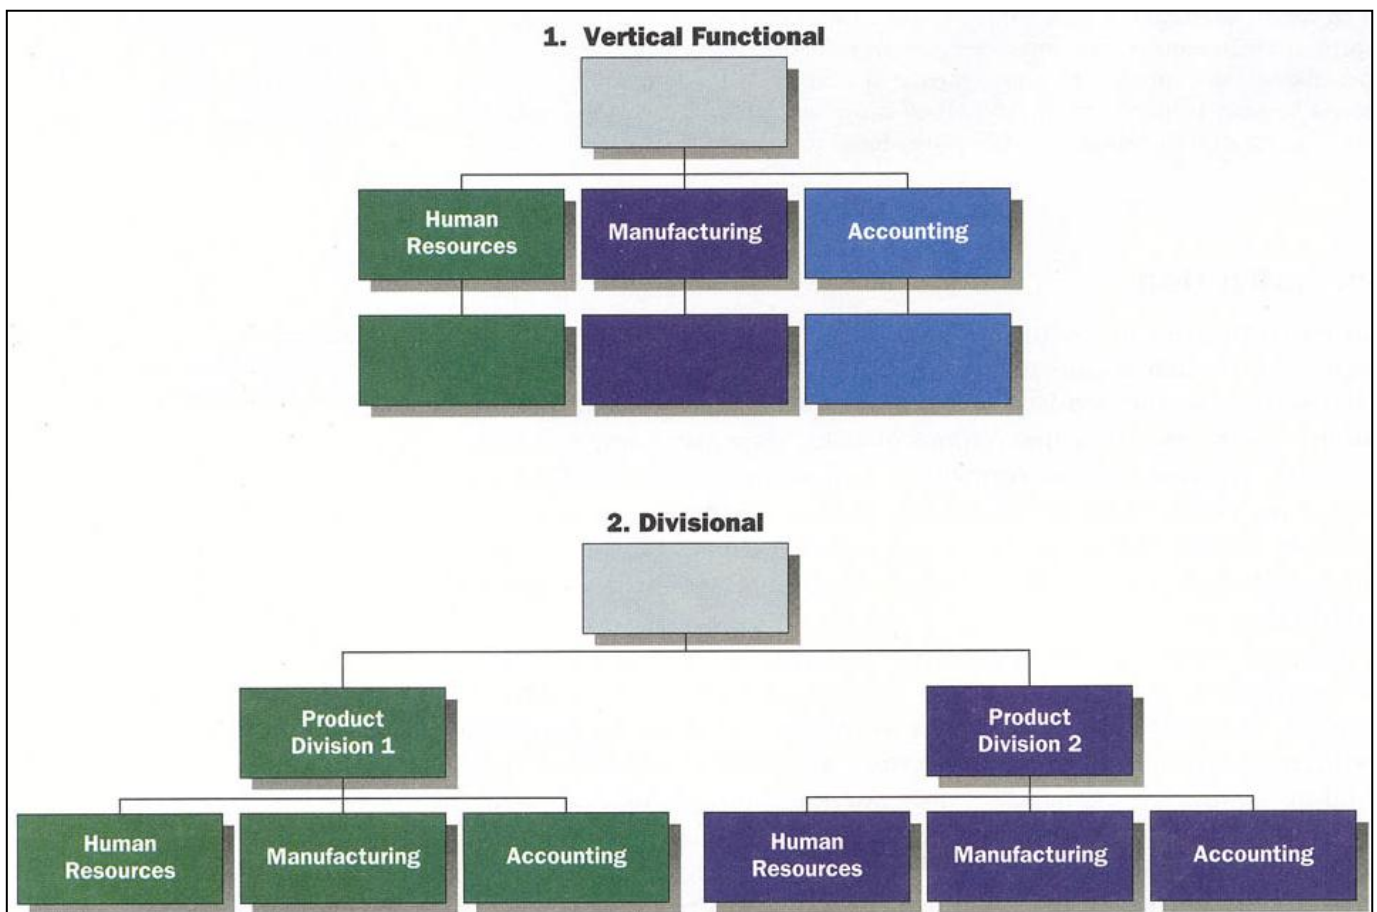 1. Vertical Functional
Human
Resources
Manufacturing
Accounting
2. Divisional
Product
Division 1
Product
Division 2
Human
Resources
Manufacturing
Accounting
Human
Resources
Manufacturing
Accounting